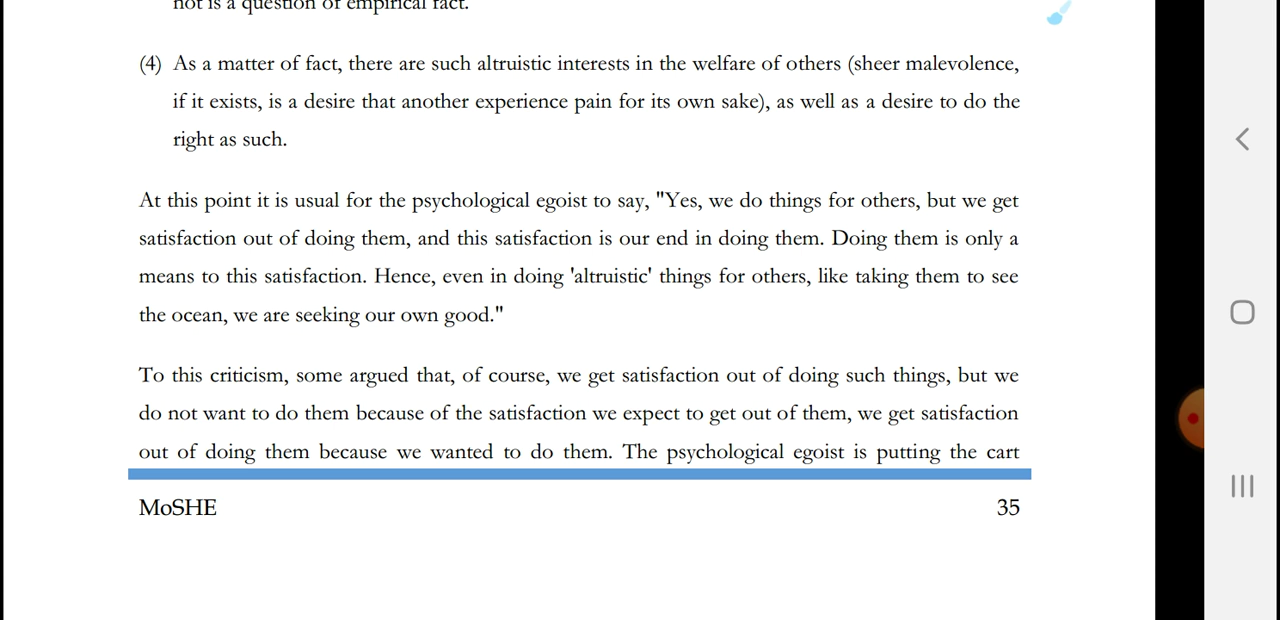 not is a question of empirical fact.
(4) As a matter of fact, there are such altruistic interests in the welfare of others (sheer malevolence,
if it exists, is a desire that another experience pain for its own sake), as well as a desire to do the
right as such.
At this point it is usual for the psychological egoist to say, "Yes, we do things for others, but we get
satisfaction out of doing them, and this satisfaction is our end in doing them. Doing them is only a
means to this satisfaction. Hence, even in doing 'altruistic' things for others, like taking them to see
the ocean, we are seeking our own good."
To this criticism, some argued that, of course, we get satisfaction out of doing such things, but we
do not want to do them because of the satisfaction we expect to get out of them, we get satisfaction
out of doing them because we wanted to do them. The psychological egoist is putting the cart
MoSHE 35